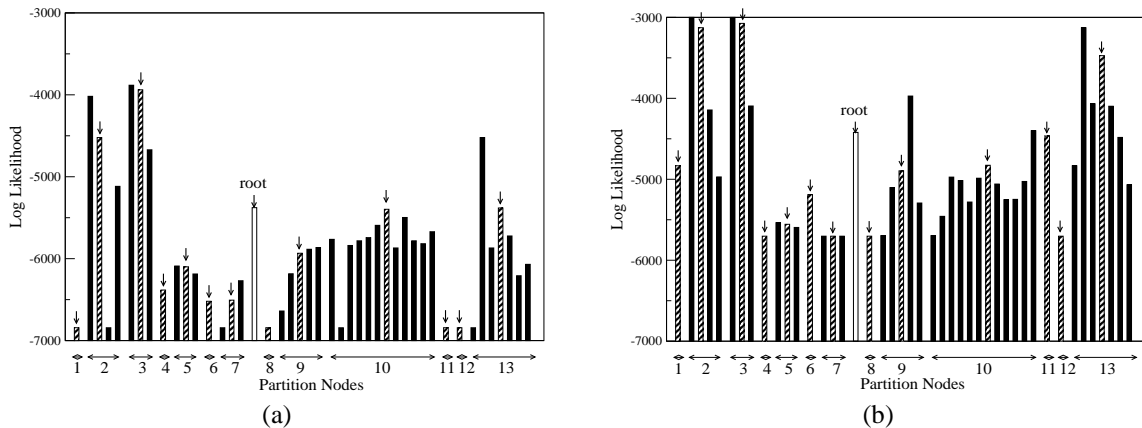 -3000
-4000
-5000
-6000
-7000
Log Likelihood
root
1 2 3 4 5 6 7 8 9 10 11 12 13
Partition Nodes
(a)
-3000
-4000
-5000
-6000
-7000
Log Likelihood
root
1 2 3 4 5 6 7 8 9 10 11 12 13
Partition Nodes
(b)